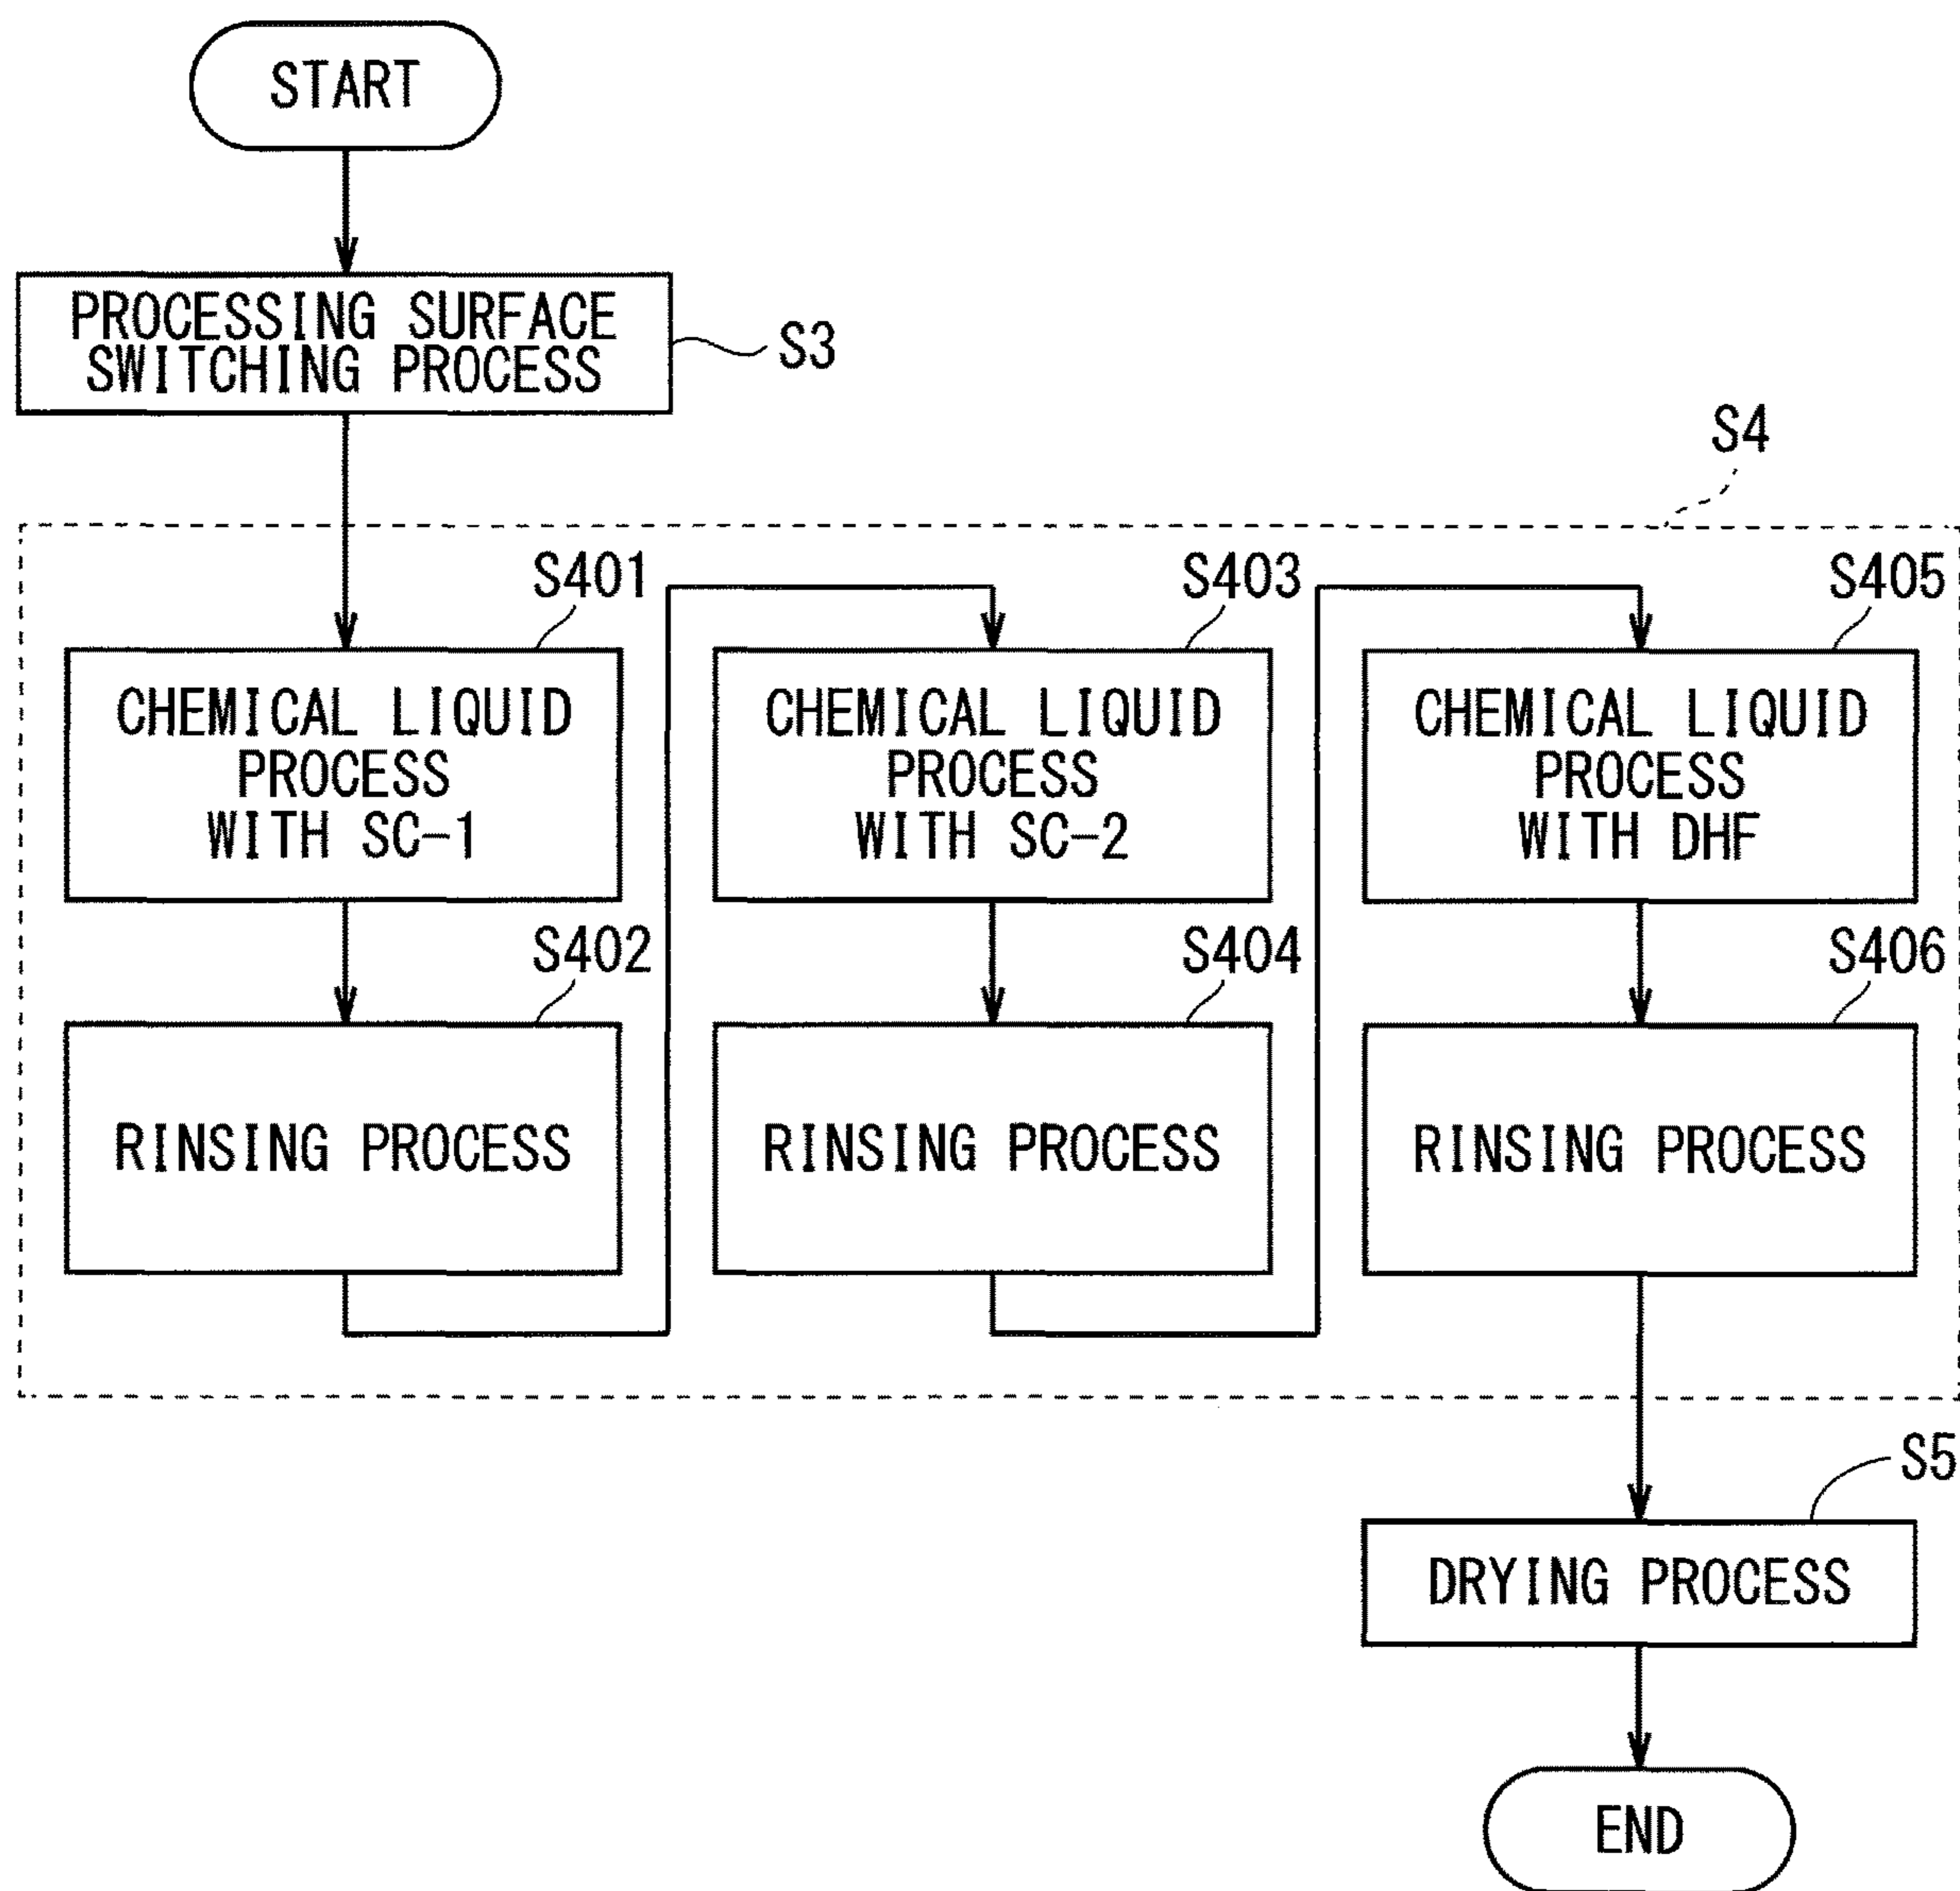 START
PROCESSING SURFACE
SWITCHING PROCESS
S3
S4
S401
CHEMICAL LIQUID
PROCESS
WITH SC-1
S402
RINSING PROCESS
S403
CHEMICAL LIQUID
PROCESS
WITH SC-2
S404
RINSING PROCESS
S405
CHEMICAL LIQUID
PROCESS
WITH DHF
S406
RINSING PROCESS
S5
DRYING PROCESS
END